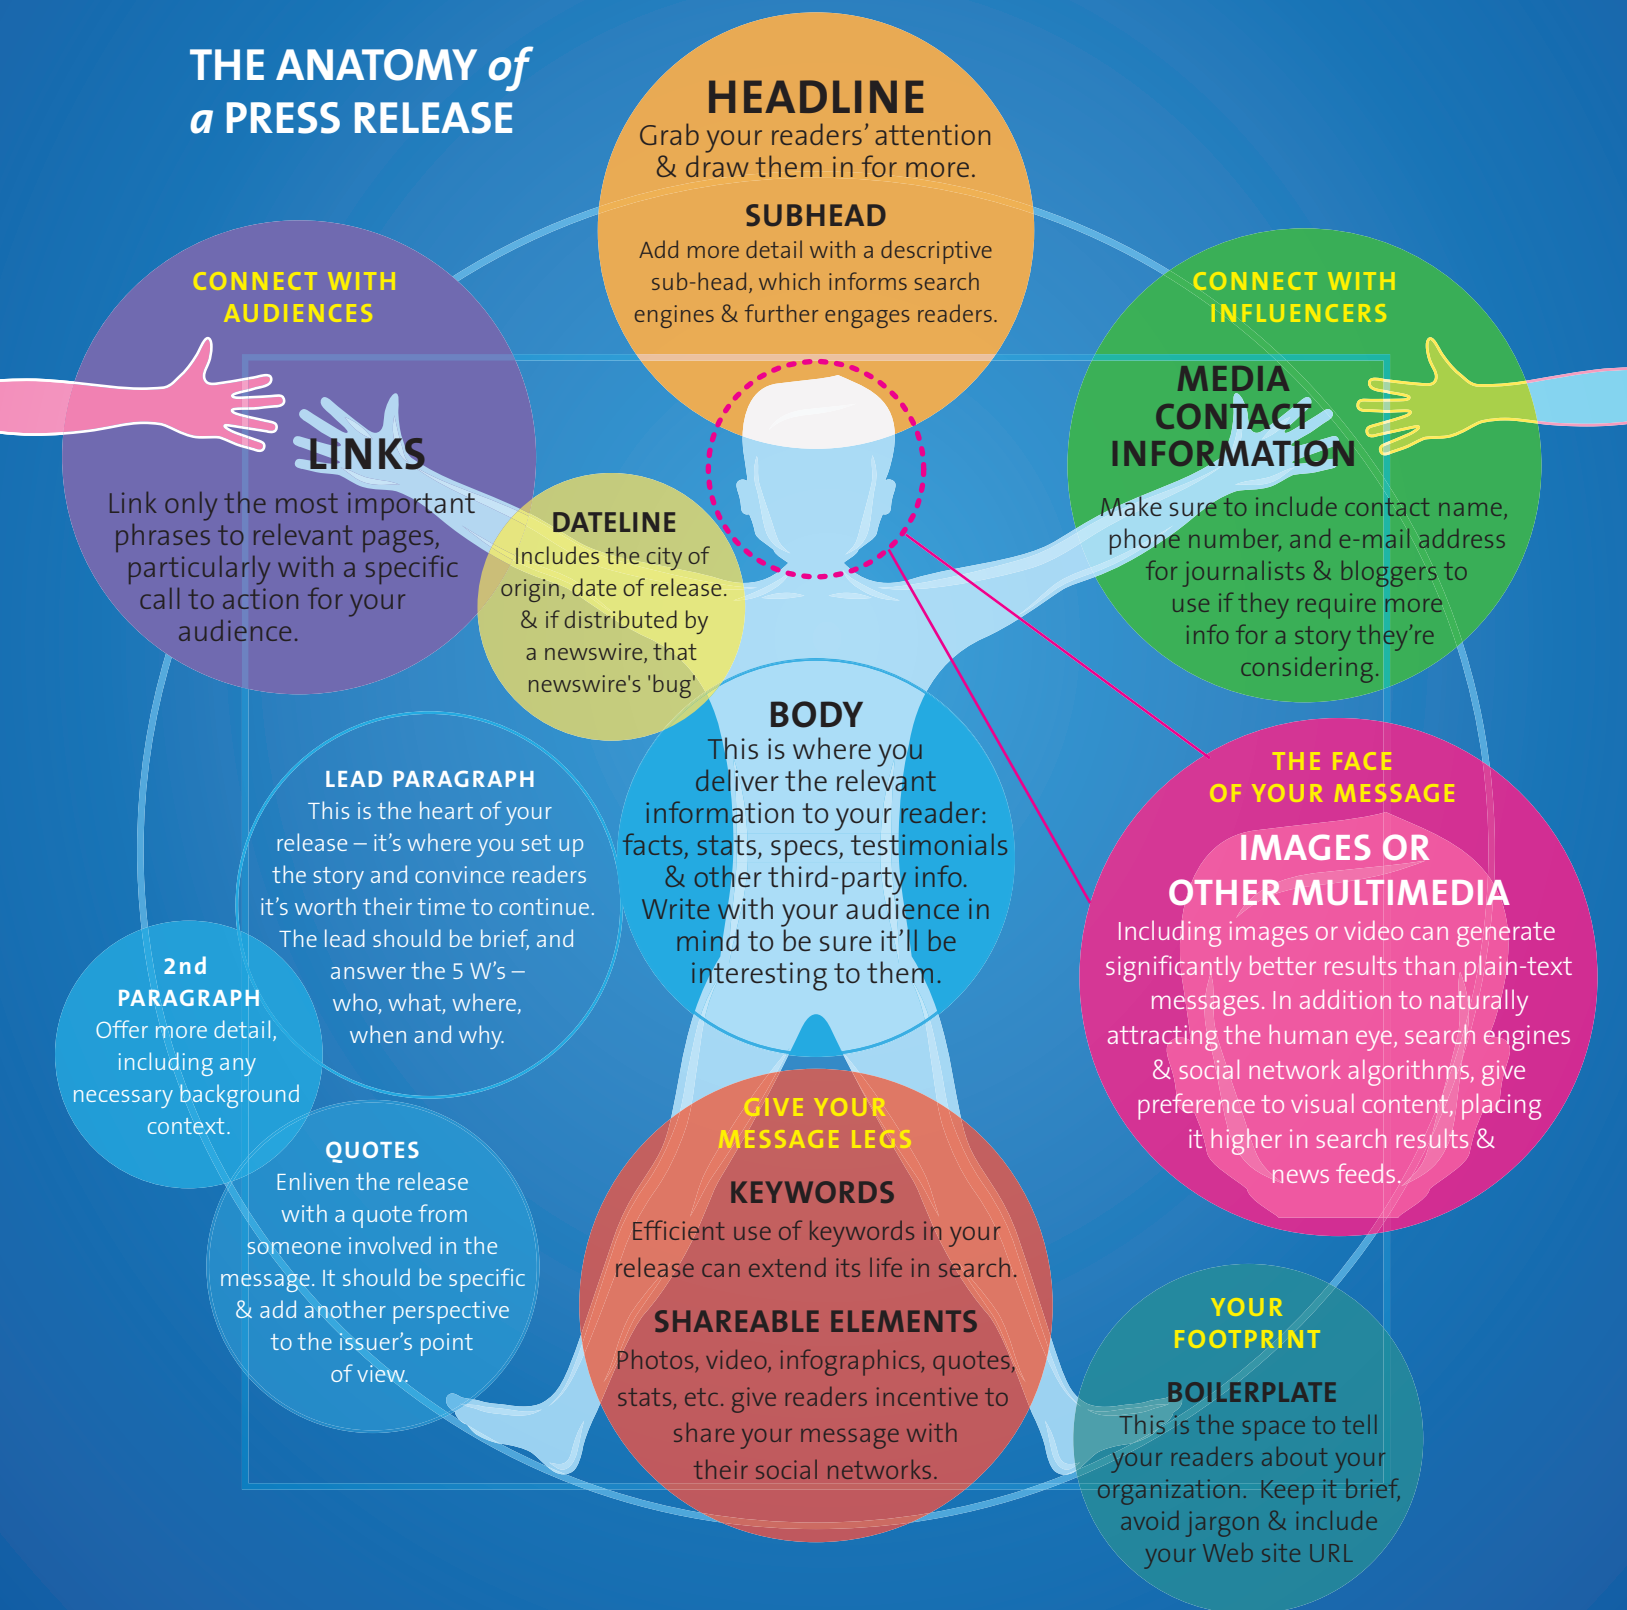 THE ANATOMY of
a PRESS RELEASE
HEADLINE
Grab your readers’ attention
& draw them in for more.
SUBHEAD
Add more detail with a descriptive
sub-head, which informs search
engines & further engages readers.
CONNECT WITH
AUDIENCES
LINKS
Link only the most important
phrases to relevant pages,
particularly with a specific
call to action for your
audience.
CONNECT WITH
INFLUENCERS
MEDIA
CONTACT
INFORMATION
Make sure to include contact name,
phone number, and e-mail address
for journalists & bloggers to
use if they require more
info for a story they’re
considering.
DATELINE
Includes the city of
origin, date of release.
& if distributed by
a newswire, that
newswire's 'bug'
BODY
This is where you
deliver the relevant
information to your reader:
facts, stats, specs, testimonials
& other third-party info.
Write with your audience in
mind to be sure it’ll be
interesting to them.
LEAD PARAGRAPH
This is the heart of your
release – it’s where you set up
the story and convince readers
it’s worth their time to continue.
The lead should be brief, and
answer the 5 W’s –
who, what, where,
when and why.
2nd
PARAGRAPH
Offer more detail,
including any
necessary background
context.
QUOTES
Enliven the release
with a quote from
someone involved in the
message. It should be specific
& add another perspective
to the issuer’s point
of view.
THE FACE
OF YOUR MESSAGE
IMAGES OR
OTHER MULTIMEDIA
Including images or video can generate
significantly better results than plain-text
messages. In addition to naturally
attracting the human eye, search engines
& social network algorithms, give
preference to visual content, placing
it higher in search results &
news feeds.
GIVE YOUR
MESSAGE LEGS
KEYWORDS
Efficient use of keywords in your
release can extend its life in search.
SHAREABLE ELEMENTS
Photos, video, infographics, quotes,
stats, etc. give readers incentive to
share your message with
their social networks.
YOUR
FOOTPRINT
BOILERPLATE
This is the space to tell
your readers about your
organization.  Keep it brief,
avoid jargon & include
your Web site URL